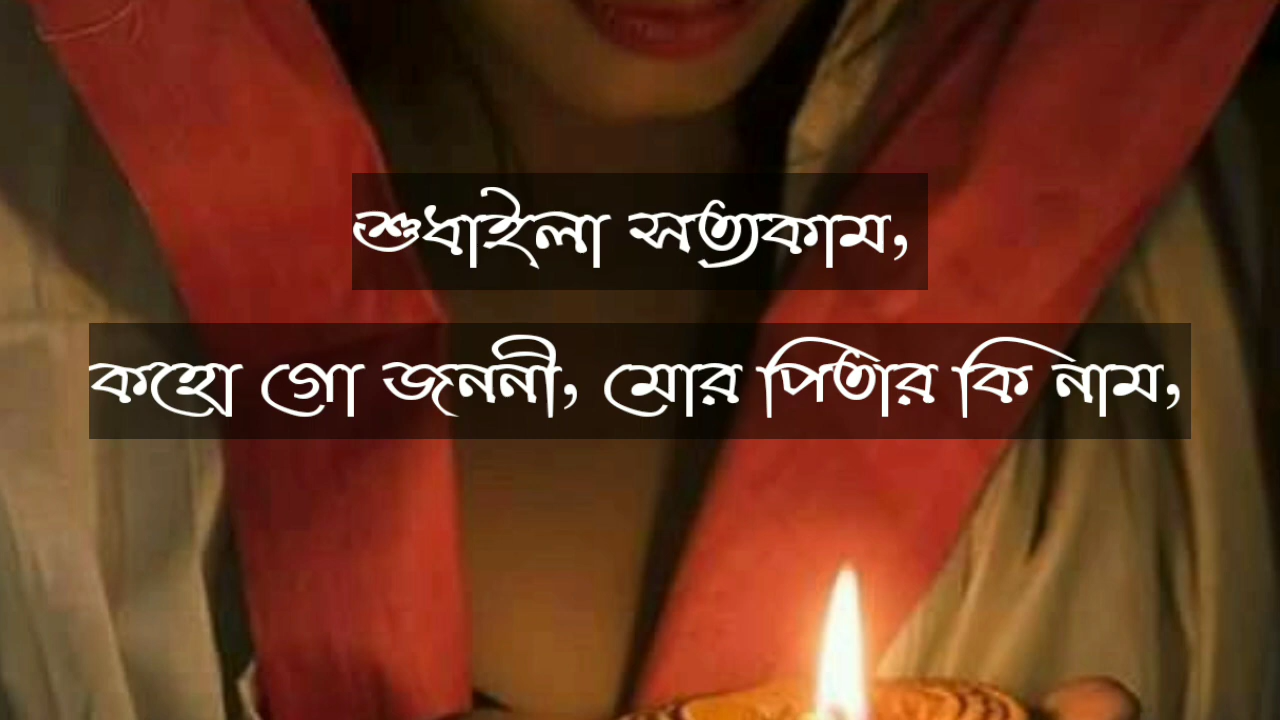 শুধাইলা সত্যকাম,
কহো গো জননী, মোর পিতার কি নাম,